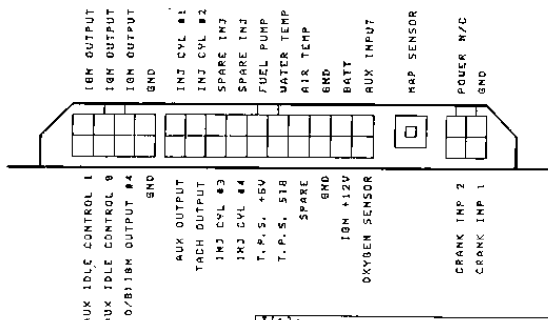 IGN OUTPUT
IGN OUTPUT
IGN OUTPUT
GND
INJ CYL #1
INJ CYL #2
SPARE INJ
SPARE INJ
FUEL PUMP
WATER TEMP
AIR TEMP
GND
BATT
AUX INPUT
MAP SENSOR
POWER N/C
GND
AUX IDLE CONTROL
AUX IDLE CONTROL
O/B) IGN OUTPUT #4
GND
AUX OUTPUT
TACH OUTPUT
INJ CYL #3
INJ CYL #4
T.P.S. +5V
T.P.S. SIG
SPARE
GND
IGN +12V
OXYGEN SENSOR
CRANK INP 2
CRANK INP 1